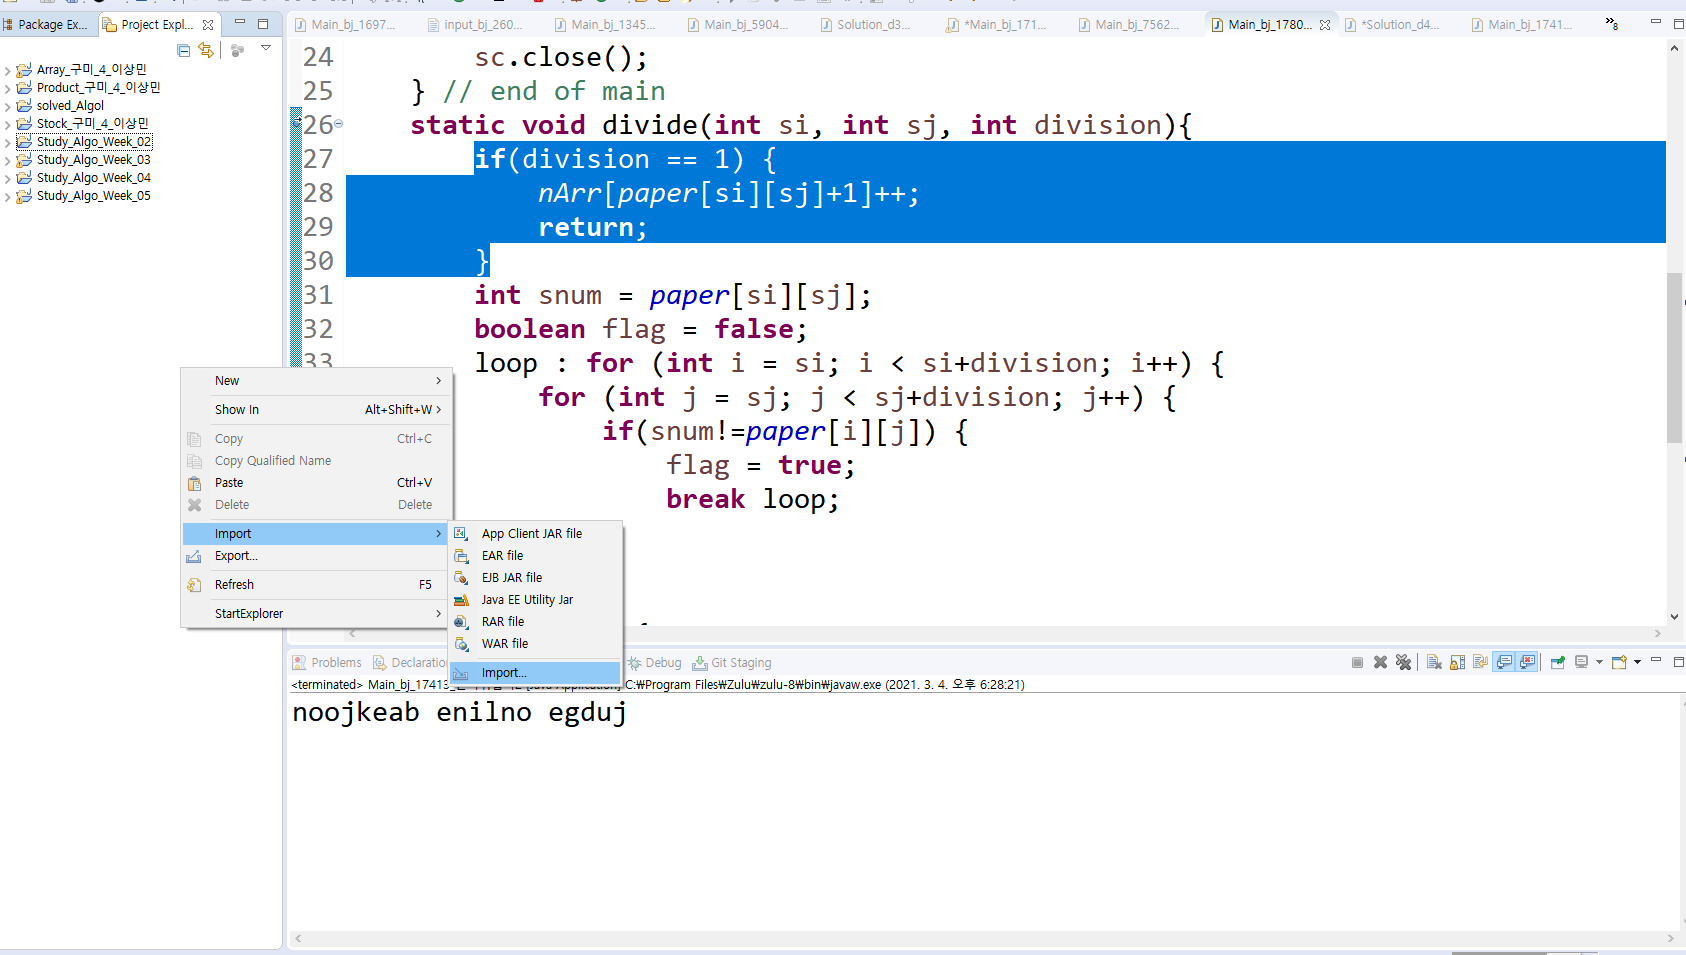 Package Ex...
Project Expl...
Array_구미_4_이상민
Product_구미_4_이상민
solved_Algol
Stock_구미_4_이상민
Study_Algo_Week_02
Study_Algo_Week_03
Study_Algo_Week_04
Study_Algo_Week_05
Main_bj_1697...
input_bj_260...
Main_bj_1345...
Main_bj_5904...
Solution_d3...
*Main_bj_171...
Main_bj_7562...
Main_bj_1780...
*Solution_d4...
Main_bj_1741...
»8
24 sc.close();
25 } // end of main
26 static void divide(int si, int sj, int division){
27 if(division == 1) {
28 nArr[paper[si][sj]+1]++;
29 return;
30 }
31 int snum = paper[si][sj];
32 boolean flag = false;
33 loop : for (int i = si; i < si+division; i++) {
for (int j = sj; j < sj+division; j++) {
if(snum!=paper[i][j]) {
flag = true;
break loop;
New
Show In Alt+Shift+W
Copy Ctrl+C
Copy Qualified Name
Paste Ctrl+V
Delete Delete
Import
Export...
Refresh F5
StartExplorer
App Client JAR file
EAR file
EJB JAR file
Java EE Utility Jar
RAR file
WAR file
Import...
Problems
Declaration
Debug
Git Staging
<terminated> Main_bj_17413_ [Java Application] C:₩Program Files₩Zulu₩zulu-8₩bin₩javaw.exe (2021. 3. 4. 오후 6:28:21)
noojkeab enilno egduj